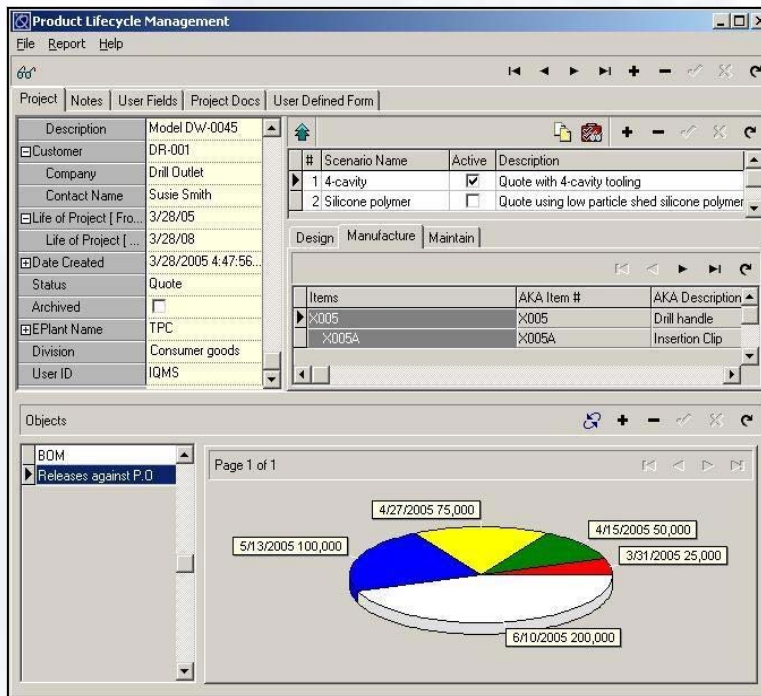 Product Lifecycle Management
File Report Help
Project Notes User Fields Project Docs User Defined Form
Description Model DW-0045
Customer DR-001
Company Drill Outlet
Contact Name Susie Smith
Life of Project [ Fro... 3/28/05
Life of Project [ ... 3/28/08
Date Created 3/28/2005 4:47:56...
Status Quote
Archived
EPlant Name TPC
Division Consumer goods
User ID IQMS
# Scenario Name Active Description
1 4-cavity Quote with 4-cavity tooling
2 Silicone polymer Quote using low particle shed silicone polymer
Design Manufacture Maintain
Items AKA Item # AKA Description
X005 X005 Drill handle
X005A X005A Insertion Clip
Objects
BOM
Releases against P.O
Page 1 of 1
4/27/2005 75,000
4/15/2005 50,000
5/13/2005 100,000
3/31/2005 25,000
6/10/2005 200,000